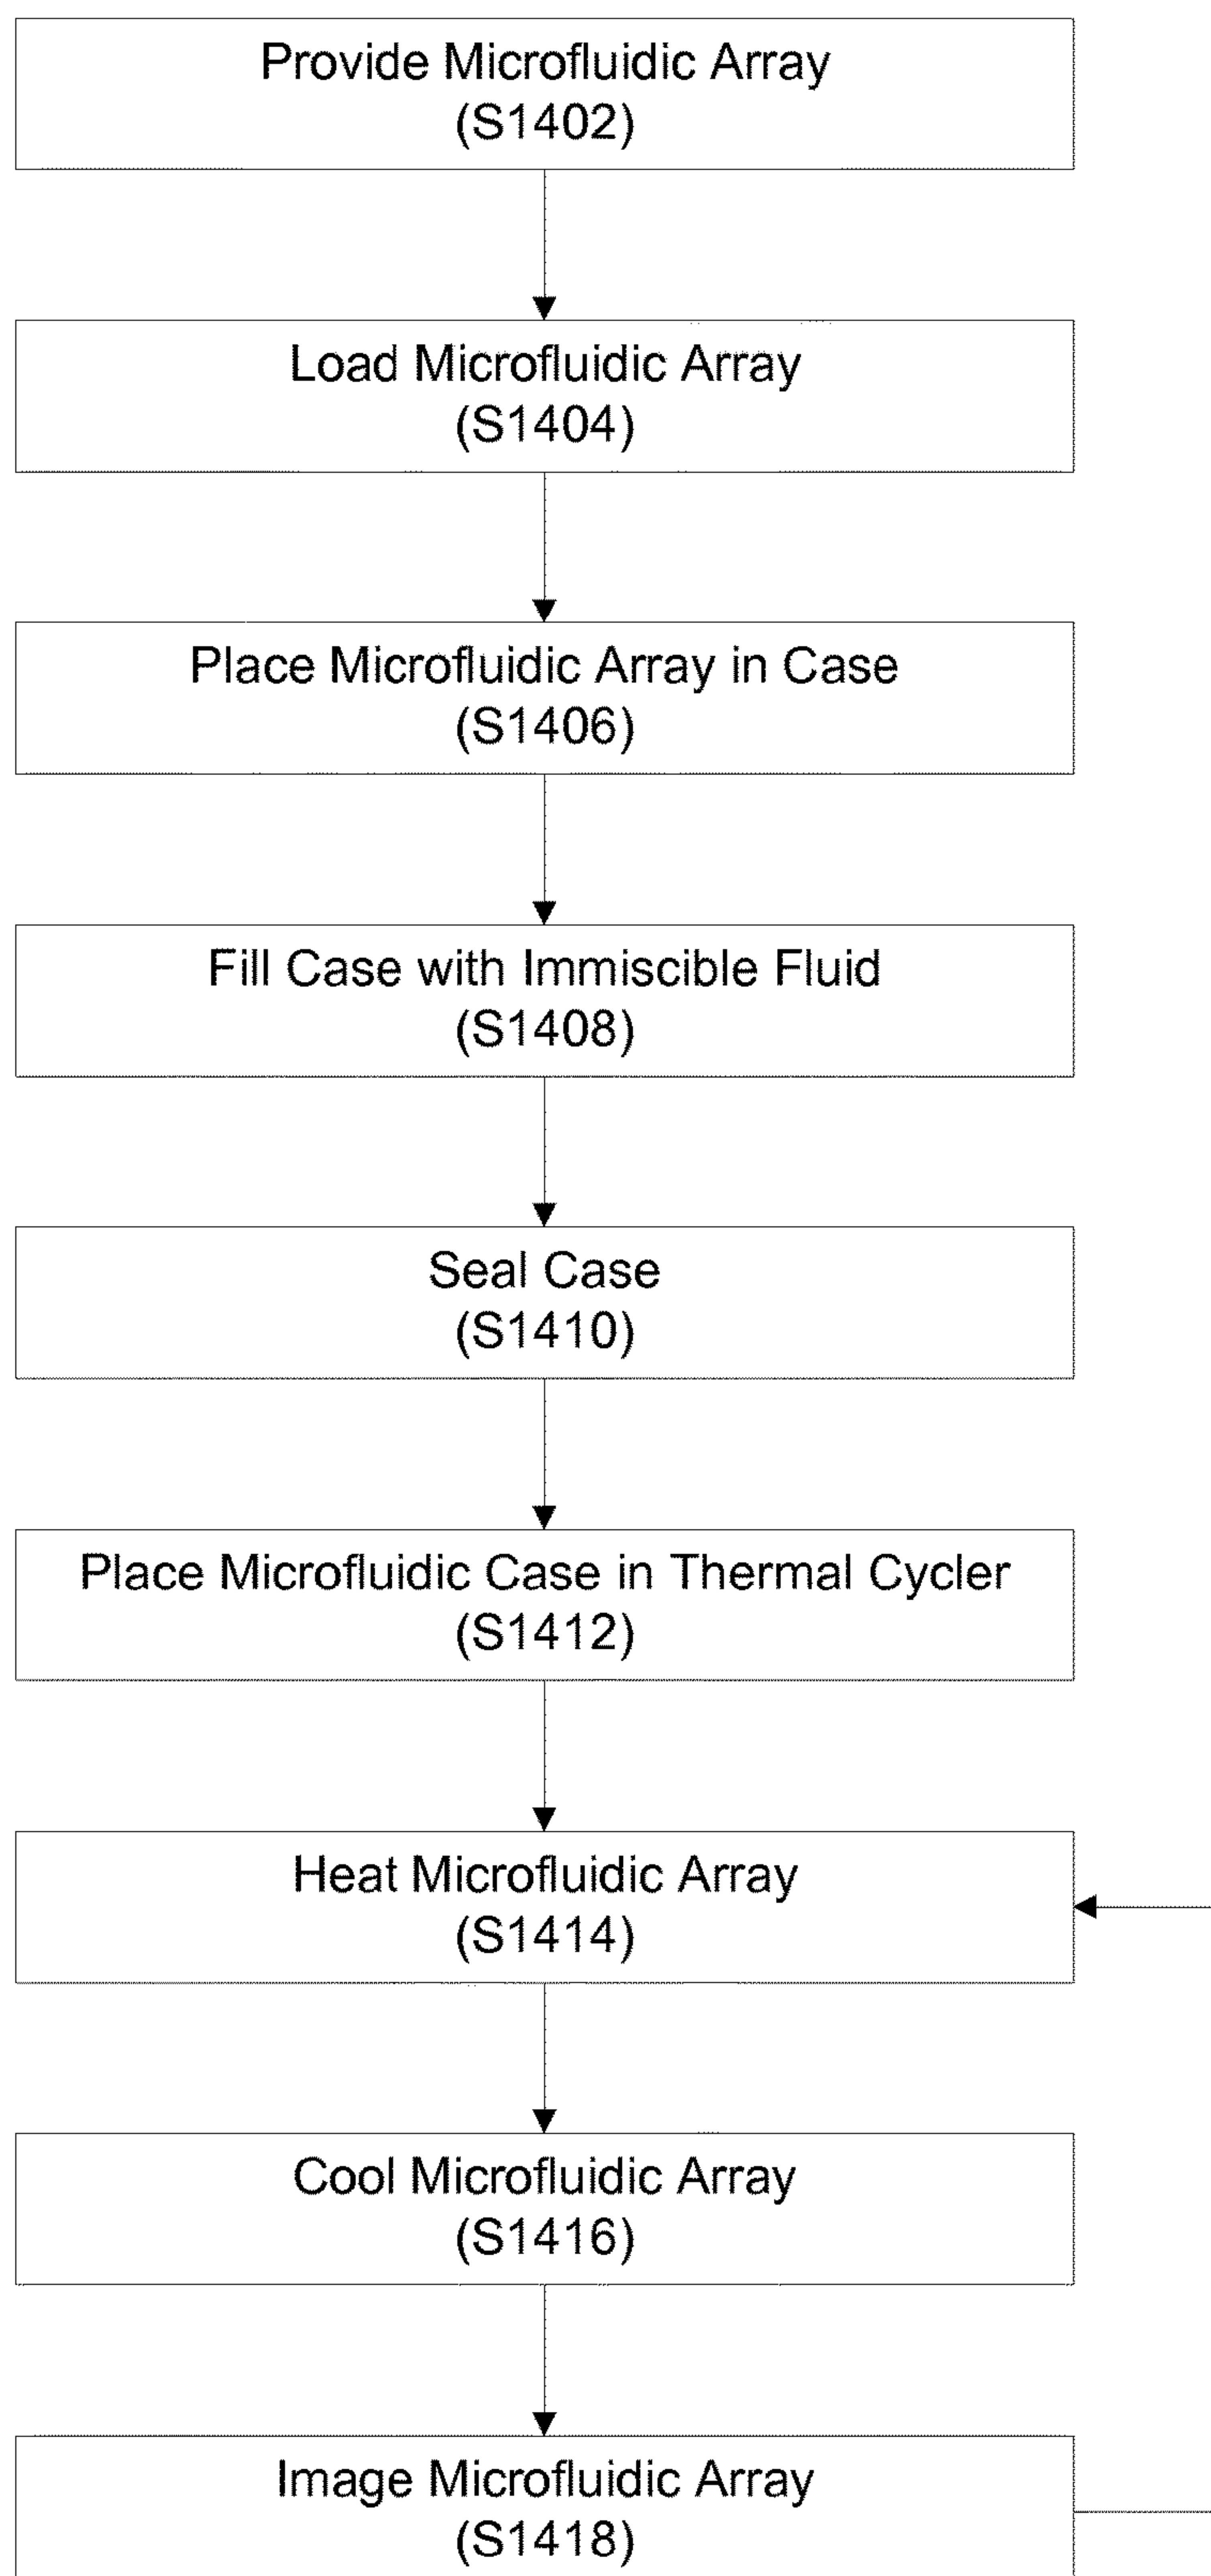 Provide Microfluidic Array
(S1402)
Load Microfluidic Array
(S1404)
Place Microfluidic Array in Case
(S1406)
Fill Case with Immiscible Fluid
(S1408)
Seal Case
(S1410)
Place Microfluidic Case in Thermal Cycler
(S1412)
Heat Microfluidic Array
(S1414)
Cool Microfluidic Array
(S1416)
Image Microfluidic Array
(S1418)